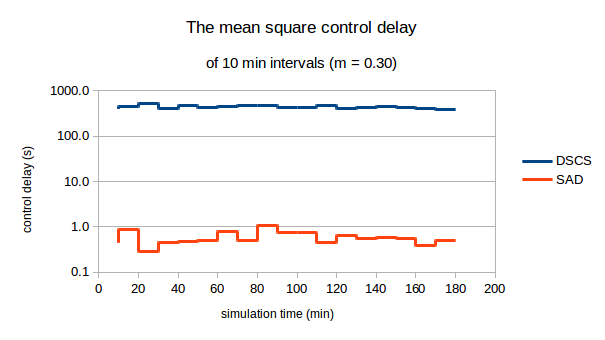 The mean square control delay
of 10 min intervals (m = 0.30)
1000.0
100.0
10.0
1.0
0.1
control delay (s)
0 20 40 60 80 100 120 140 160 180 200
simulation time (min)
DSCS
SAD